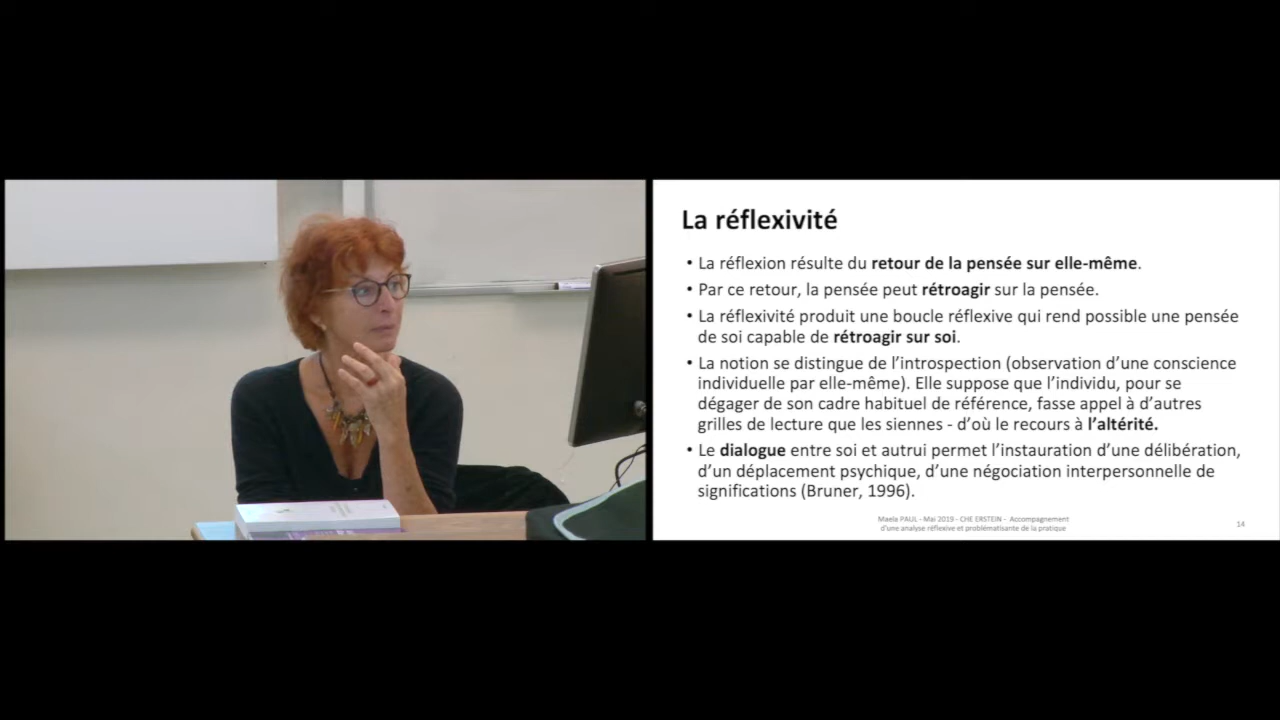 La réflexivité
• La réflexion résulte du retour de la pensée sur elle-même.
• Par ce retour, la pensée peut rétroagir sur la pensée.
• La réflexivité produit une boucle réflexive qui rend possible une pensée
de soi capable de rétroagir sur soi.
• La notion se distingue de l'introspection (observation d'une conscience
individuelle par elle-même). Elle suppose que l'individu, pour se
dégager de son cadre habituel de référence, fasse appel à d'autres
grilles de lecture que les siennes - d'où le recours à l'altérité.
• Le dialogue entre soi et autrui permet l'instauration d'une délibération,
d'un déplacement psychique, d'une négociation interpersonnelle de
significations (Bruner, 1996).
Maela PAUL - Mai 2019 - CHE ERSTEIN - Accompagnement
d'une analyse réflexive et problématisante de la pratique
14